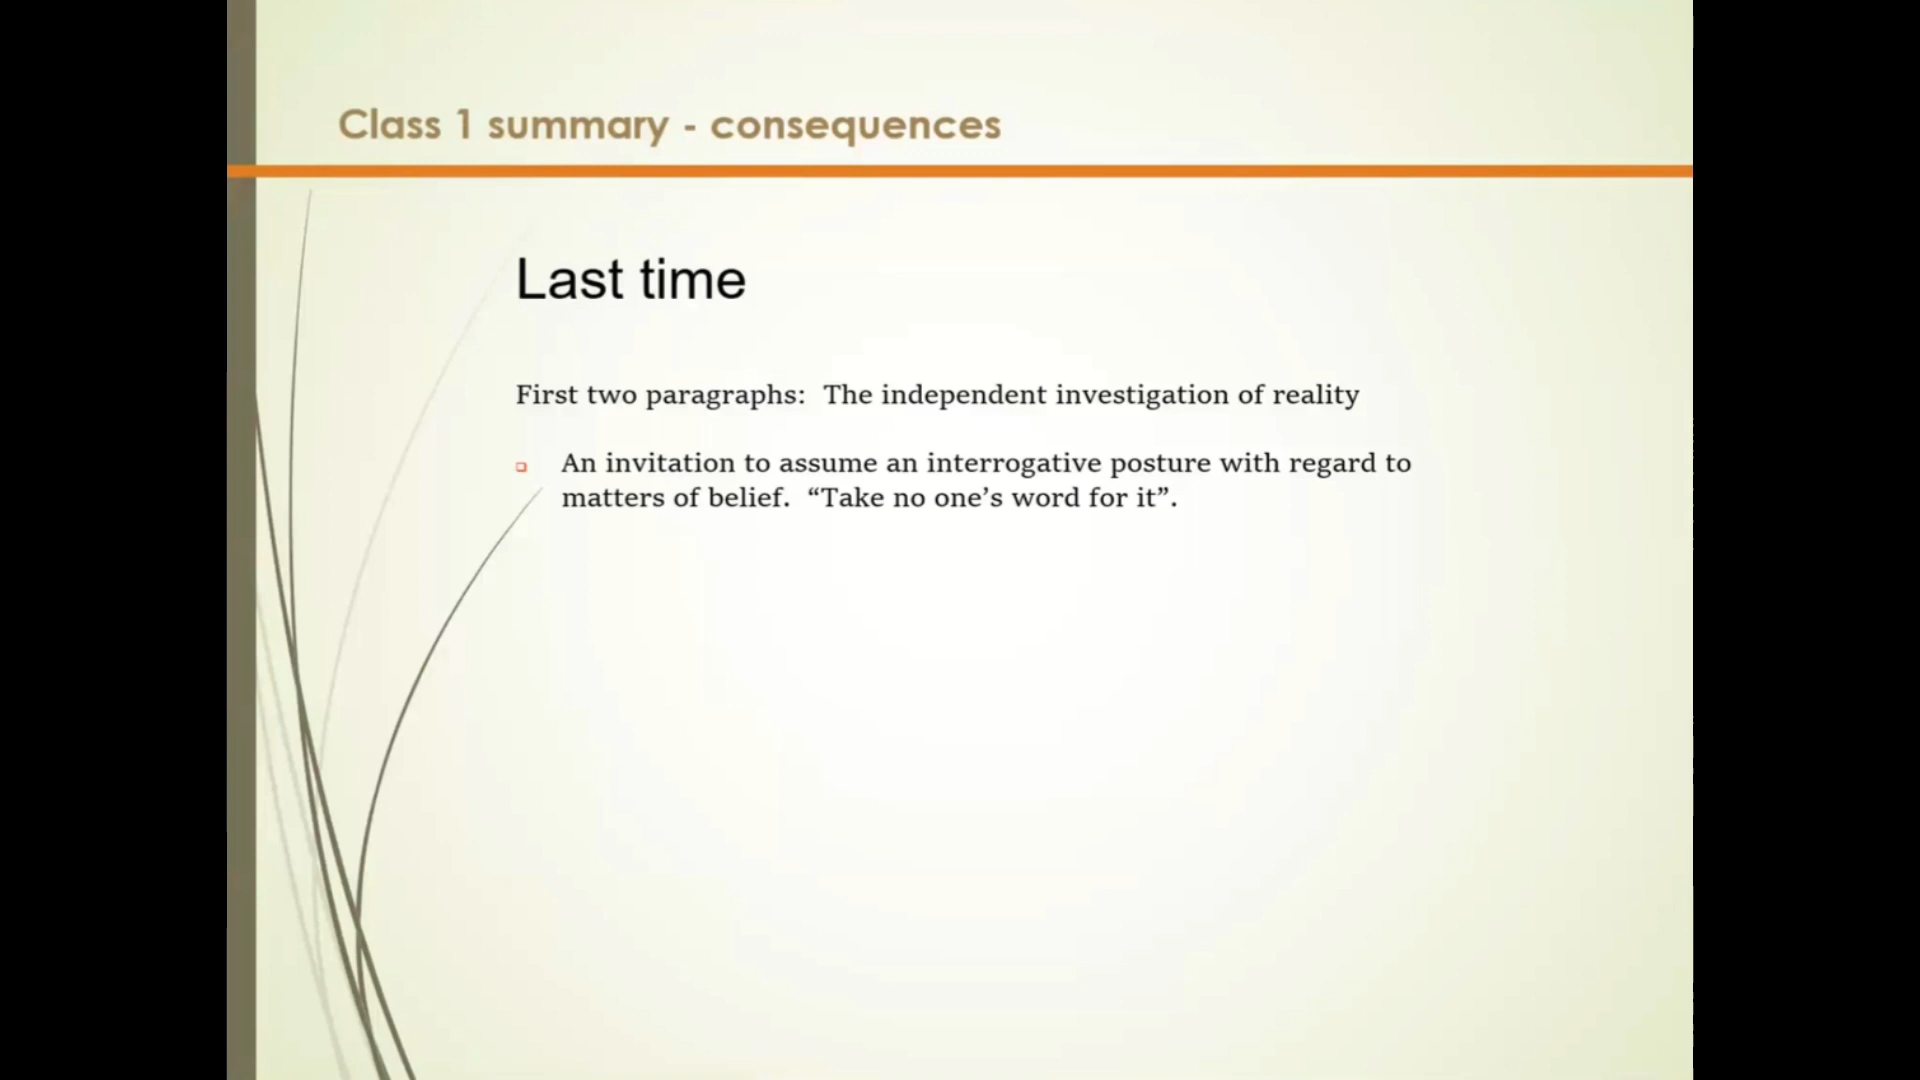 Class 1 summary - consequences
Last time
First two paragraphs:  The independent investigation of reality
An invitation to assume an interrogative posture with regard to
matters of belief.  “Take no one’s word for it”.